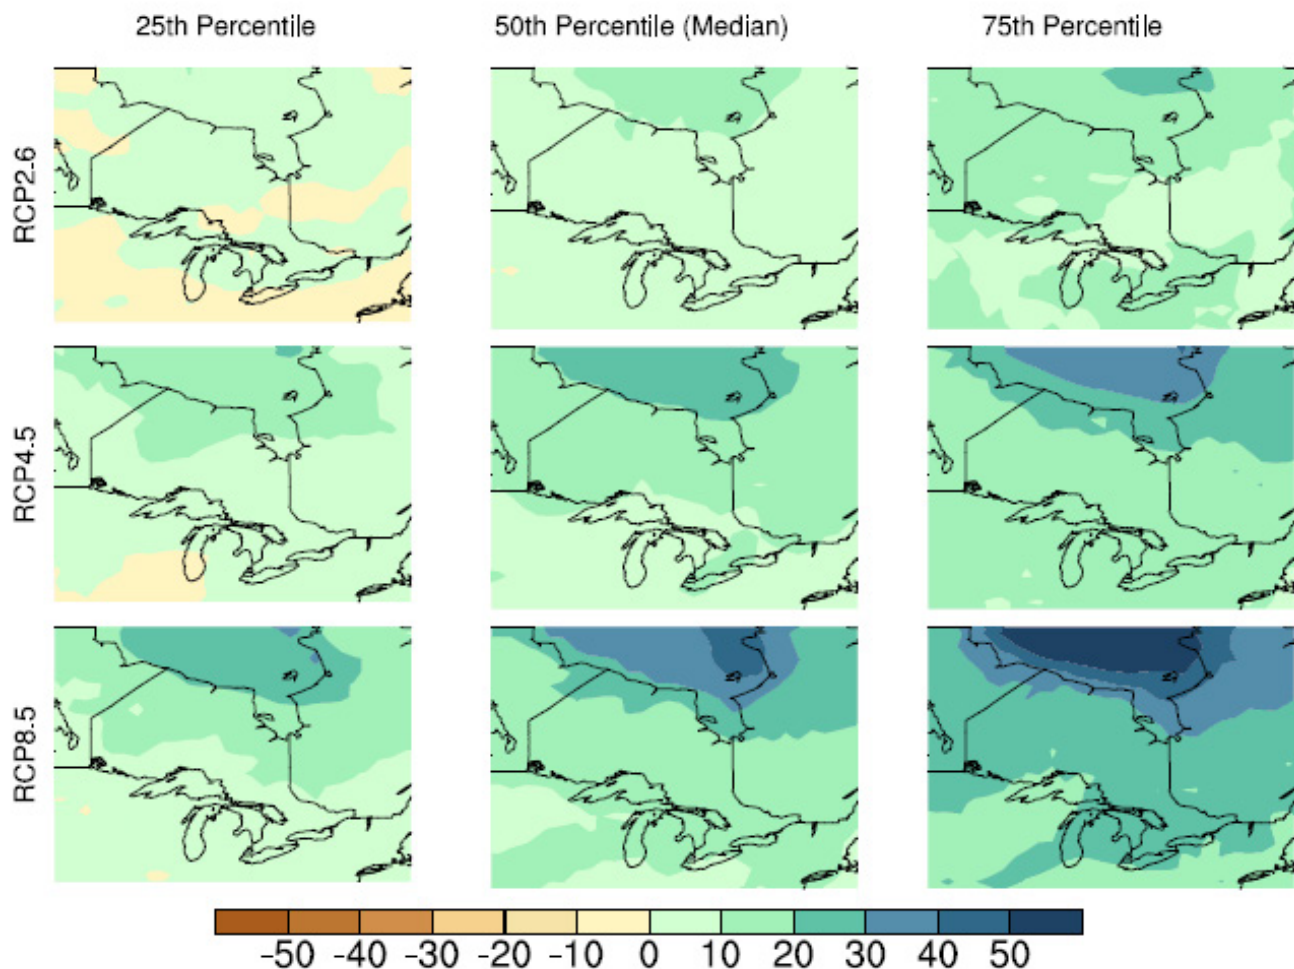 25th Percentile 50th Percentile (Median) 75th Percentile
RCP2.6
RCP4.5
RCP8.5
-50 -40 -30 -20 -10 0 10 20 30 40 50